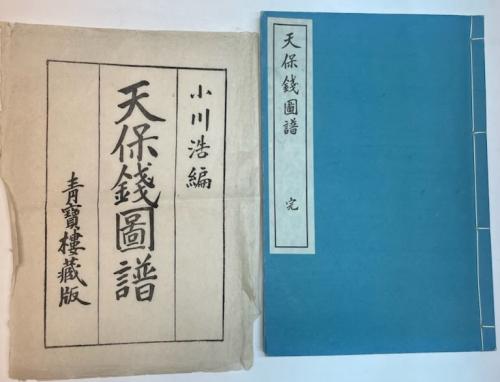 小川浩編
天保錢圖譜
青寶樓藏版
天保錢圖譜 完